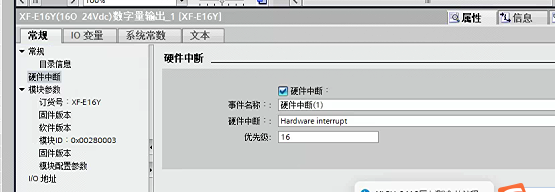 XF-E16Y(16O 24Vdc)数字量输出_1 [XF-E16Y]
属性
信息
常规
IO 变量
系统常数
文本
常规
目录信息
硬件中断
模块参数
订货号：XF-E16Y
固件版本
软件版本
模块ID：0x00280003
固件版本
模块配置参数
I/O 地址
硬件中断
硬件中断：
事件名称：: 硬件中断(1)
硬件中断：: Hardware interrupt
优先级: 16